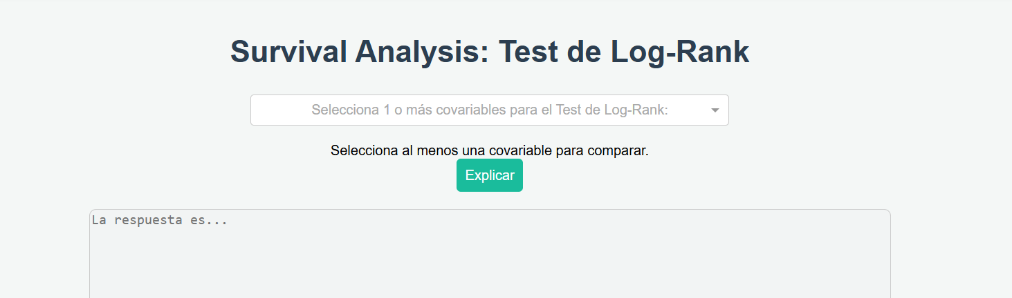 Survival Analysis: Test de Log-Rank
Selecciona 1 o más covariables para el Test de Log-Rank:
Selecciona al menos una covariable para comparar.
Explicar
La respuesta es...